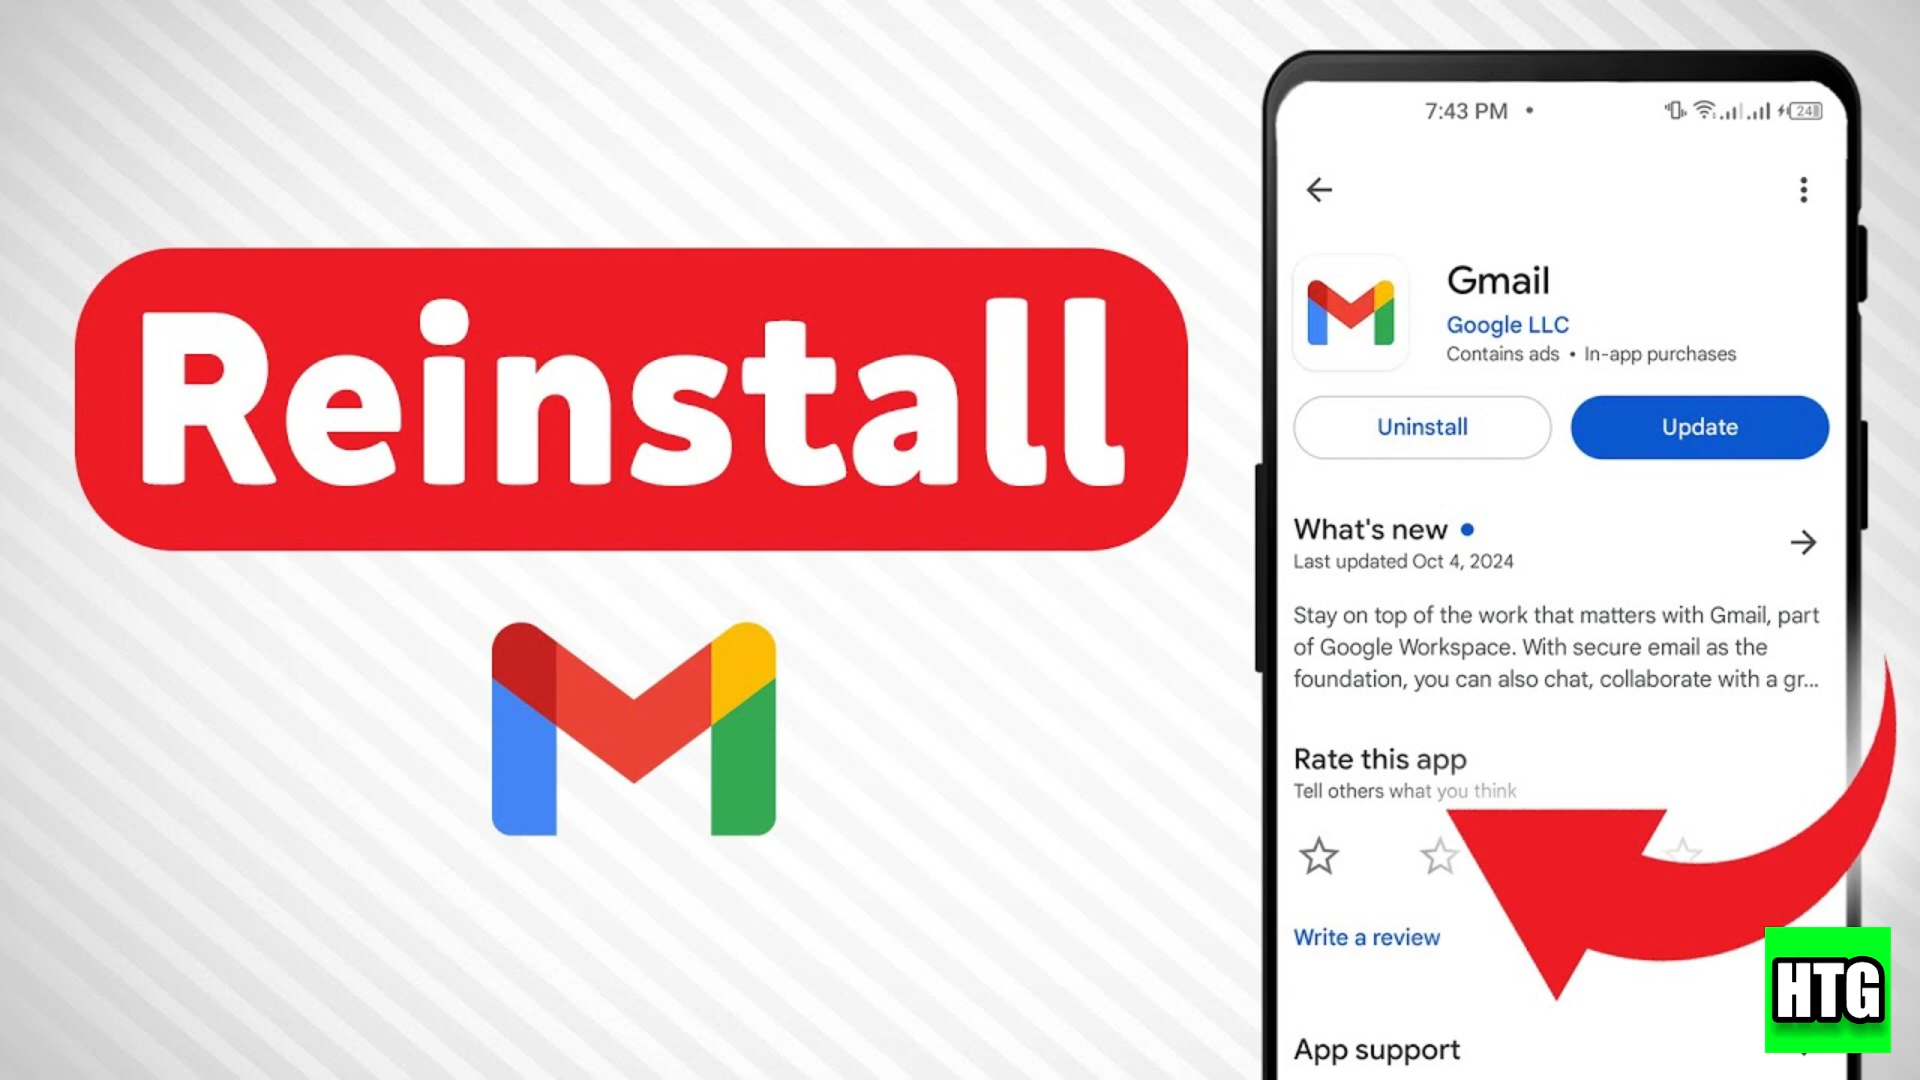 Reinstall
7:43 PM
24
Gmail
Google LLC
Contains ads • In-app purchases
Uninstall
Update
What's new
Last updated Oct 4, 2024
Stay on top of the work that matters with Gmail, part
of Google Workspace. With secure email as the
foundation, you can also chat, collaborate with a gr...
Rate this app
Tell others what you think
Write a review
App support
HTG